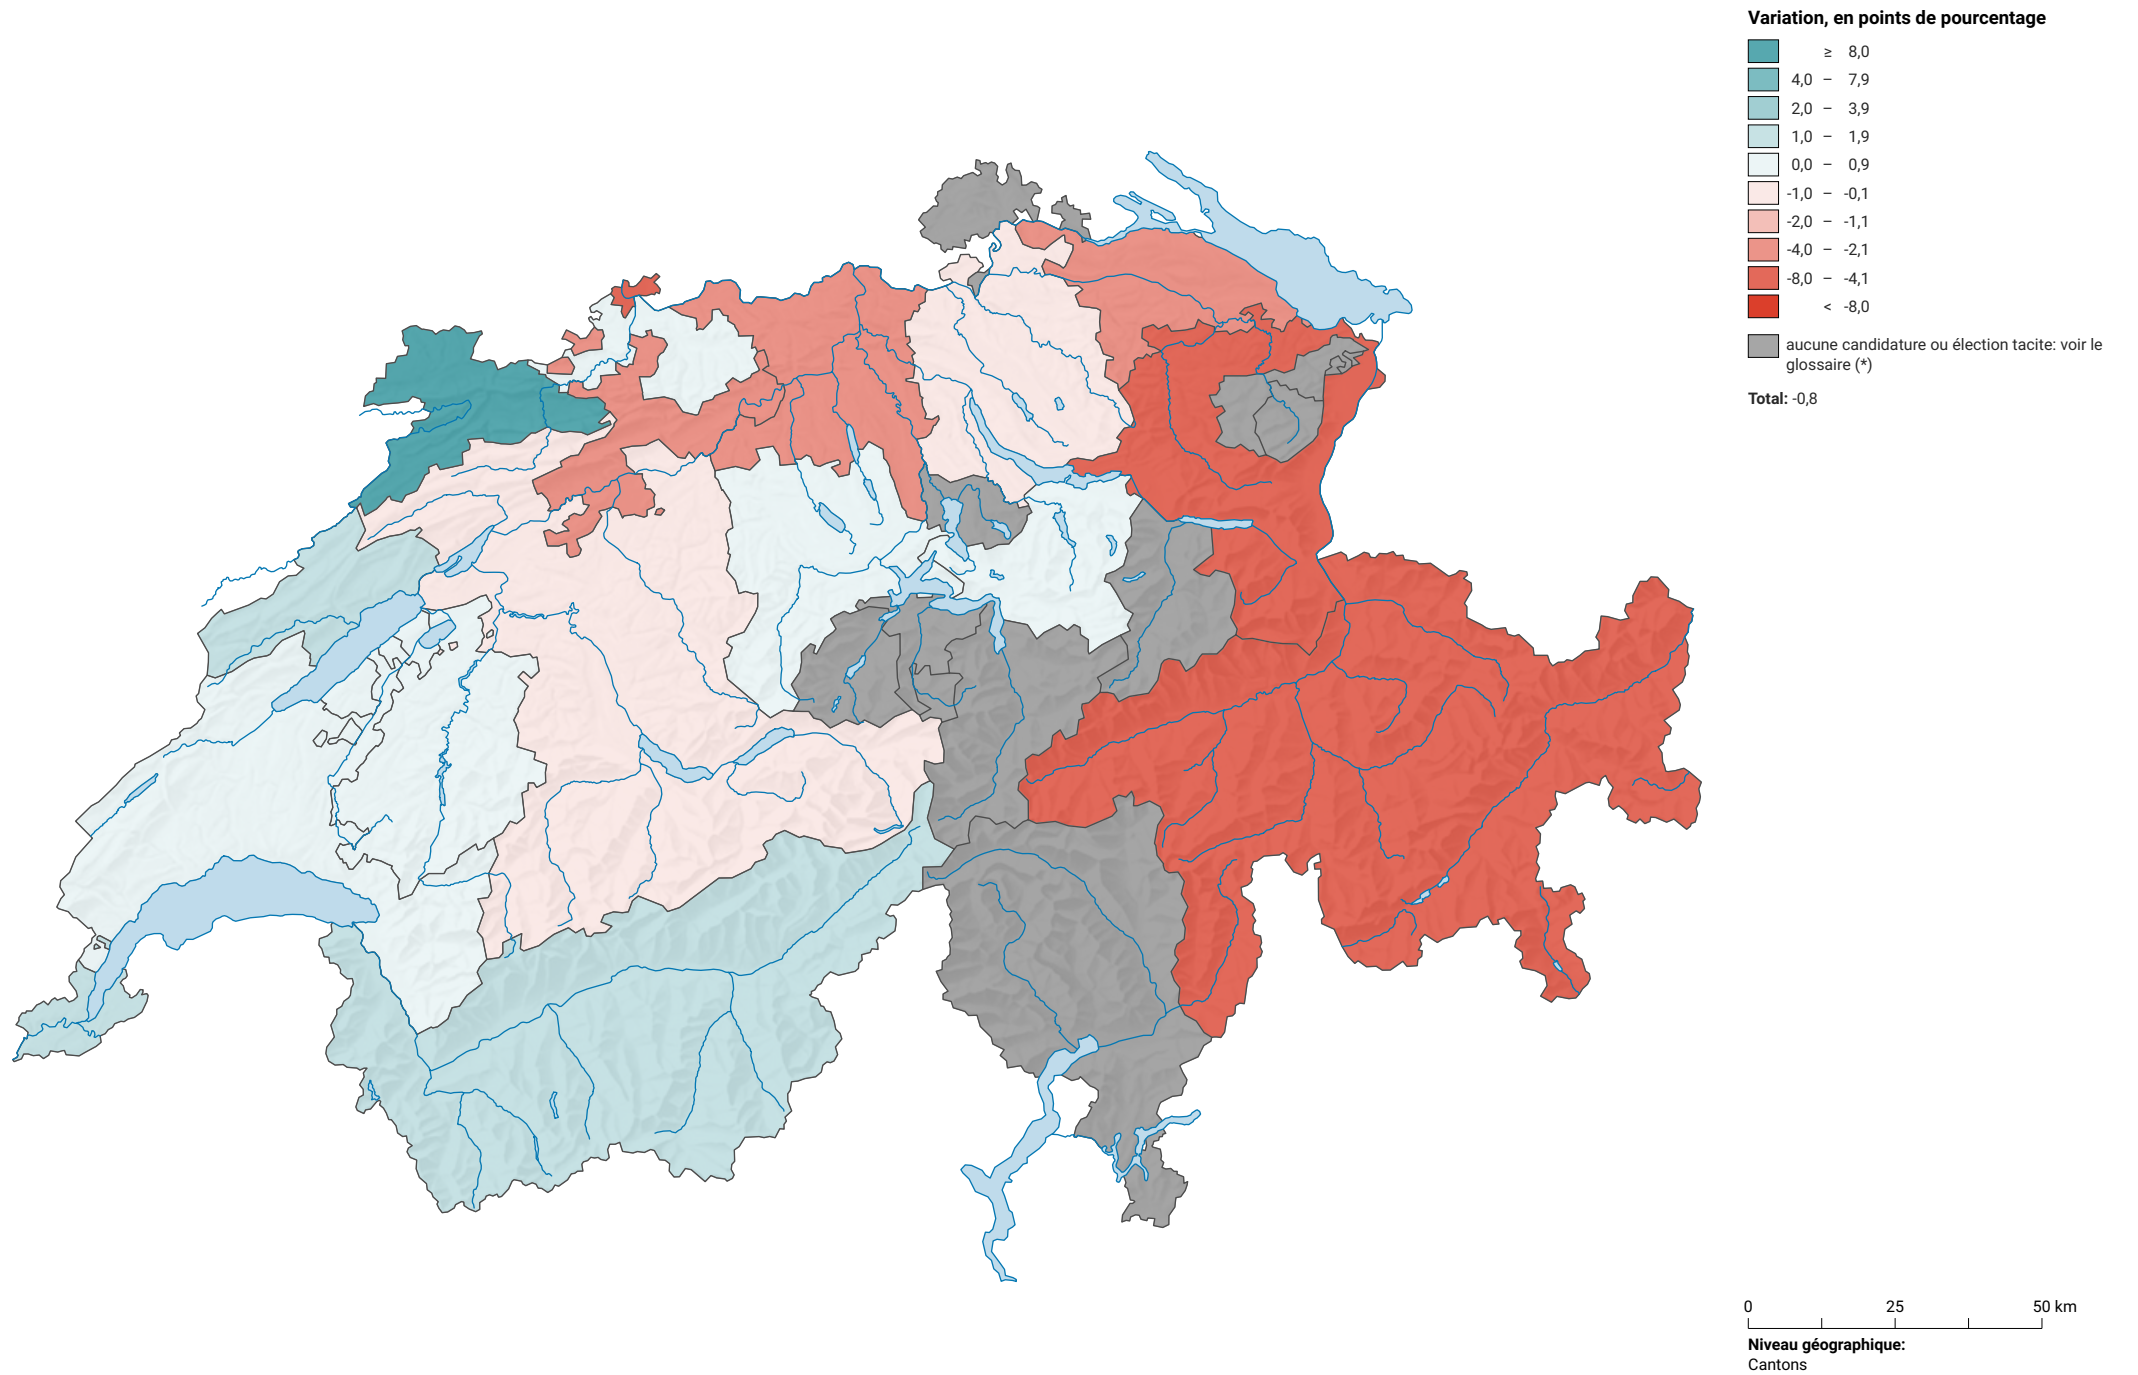 Variation, en points de pourcentage
≥ 8,0
4,0 – 7,9
2,0 – 3,9
1,0 – 1,9
0,0 – 0,9
-1,0 – -0,1
-2,0 – -1,1
-4,0 – -2,1
-8,0 – -4,1
< -8,0
aucune candidature ou élection tacite: voir le
glossaire (*)
Total: -0,8
0 25 50 km
Niveau géographique:
Cantons